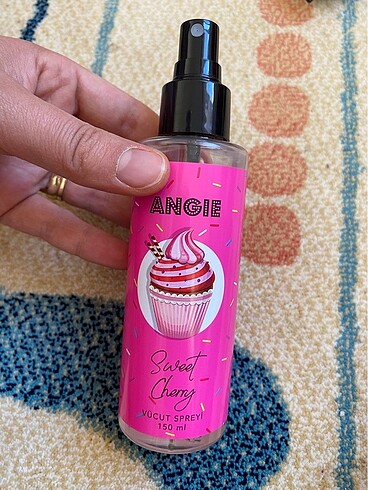 ANGIE
Sweet
Cherry
VÜCUT SPREYİ
150 ml